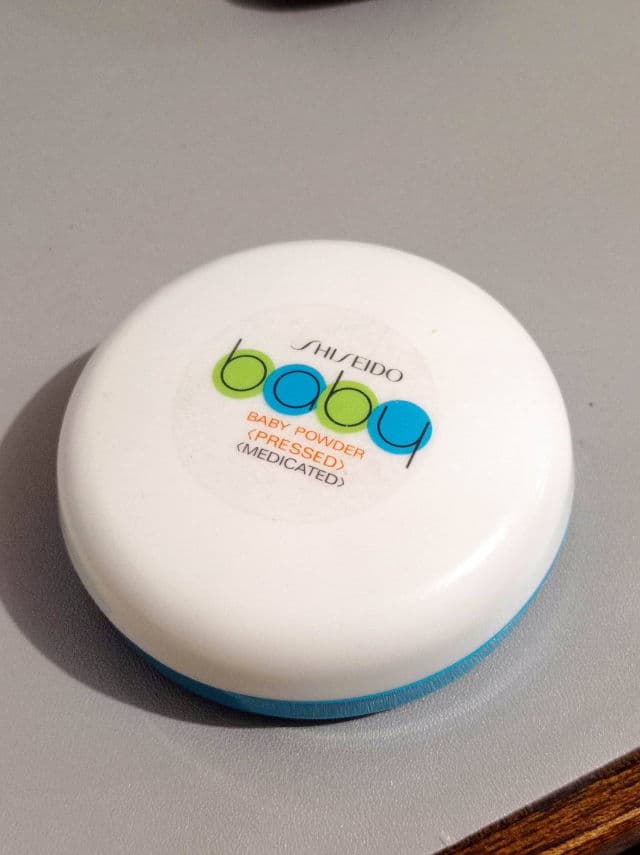 SHISEIDO
baby
BABY POWDER
〈PRESSED〉
〈MEDICATED〉